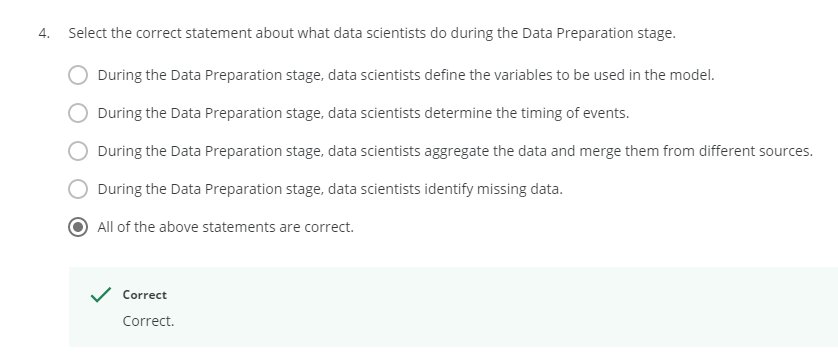 4. Select the correct statement about what data scientists do during the Data Preparation stage.
During the Data Preparation stage, data scientists define the variables to be used in the model.
During the Data Preparation stage, data scientists determine the timing of events.
During the Data Preparation stage, data scientists aggregate the data and merge them from different sources.
During the Data Preparation stage, data scientists identify missing data.
All of the above statements are correct.
Correct
Correct.